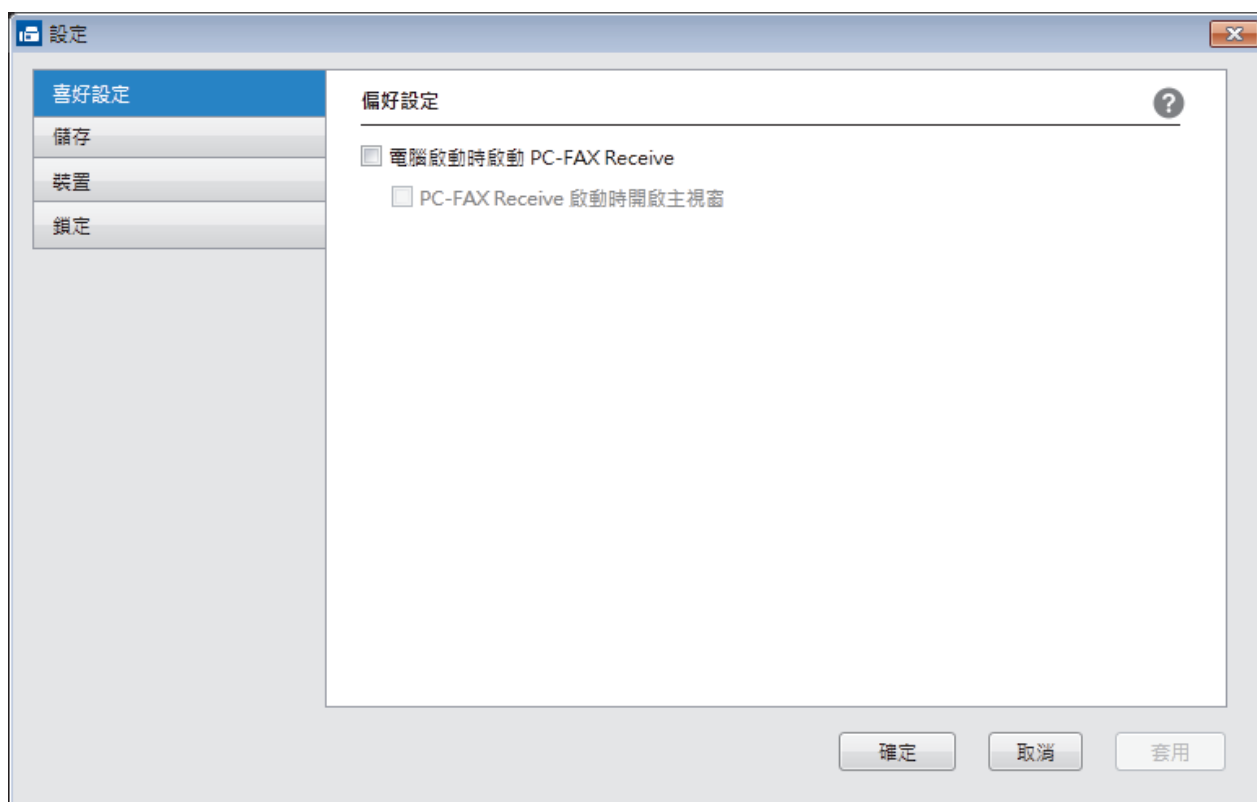 設定
喜好設定
儲存
裝置
鎖定
偏好設定
?
電腦啟動時啟動 PC-FAX Receive
PC-FAX Receive 啟動時開啟主視窗
確定
取消
套用